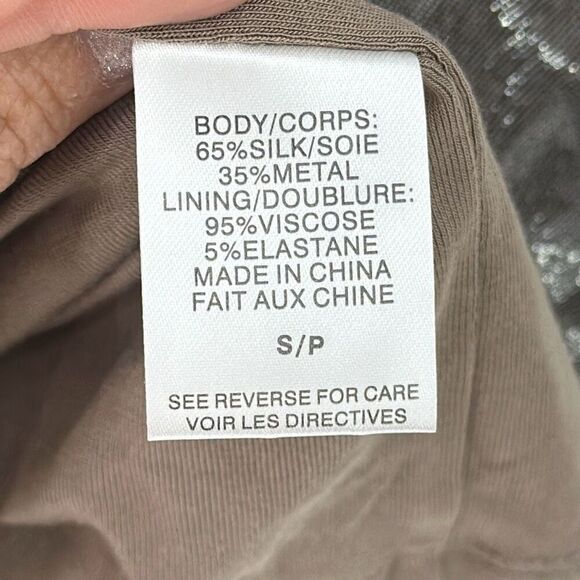 BODY/CORPS:
65%SILK/SOIE
35%METAL
LINING/DOUBLURE:
95%VISCOSE
5%ELASTANE
MADE IN CHINA
FAIT AUX CHINE
S/P
SEE REVERSE FOR CARE
VOIR LES DIRECTIVES